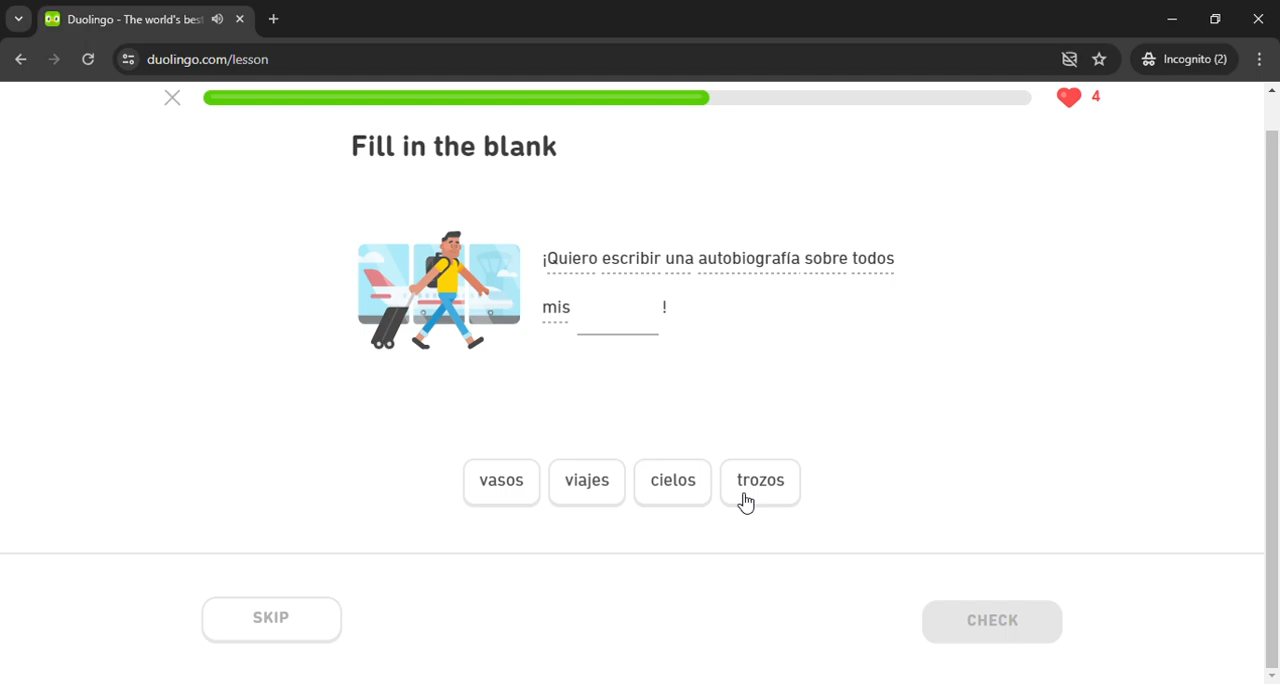 Duolingo - The world's best
duolingo.com/lesson
Incognito (2)
4
Fill in the blank
¡Quiero escribir una autobiografía sobre todos
mis ________ !
vasos
viajes
cielos
trozos
SKIP
CHECK